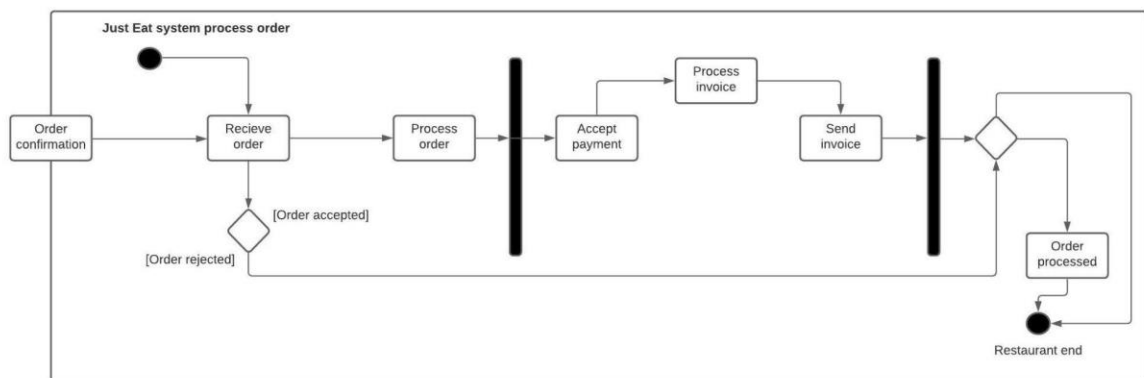 Just Eat system process order
Process
invoice
Order
confirmation
Recieve
order
Process
order
Accept
payment
Send
invoice
[Order accepted]
[Order rejected]
Order
processed
Restaurant end